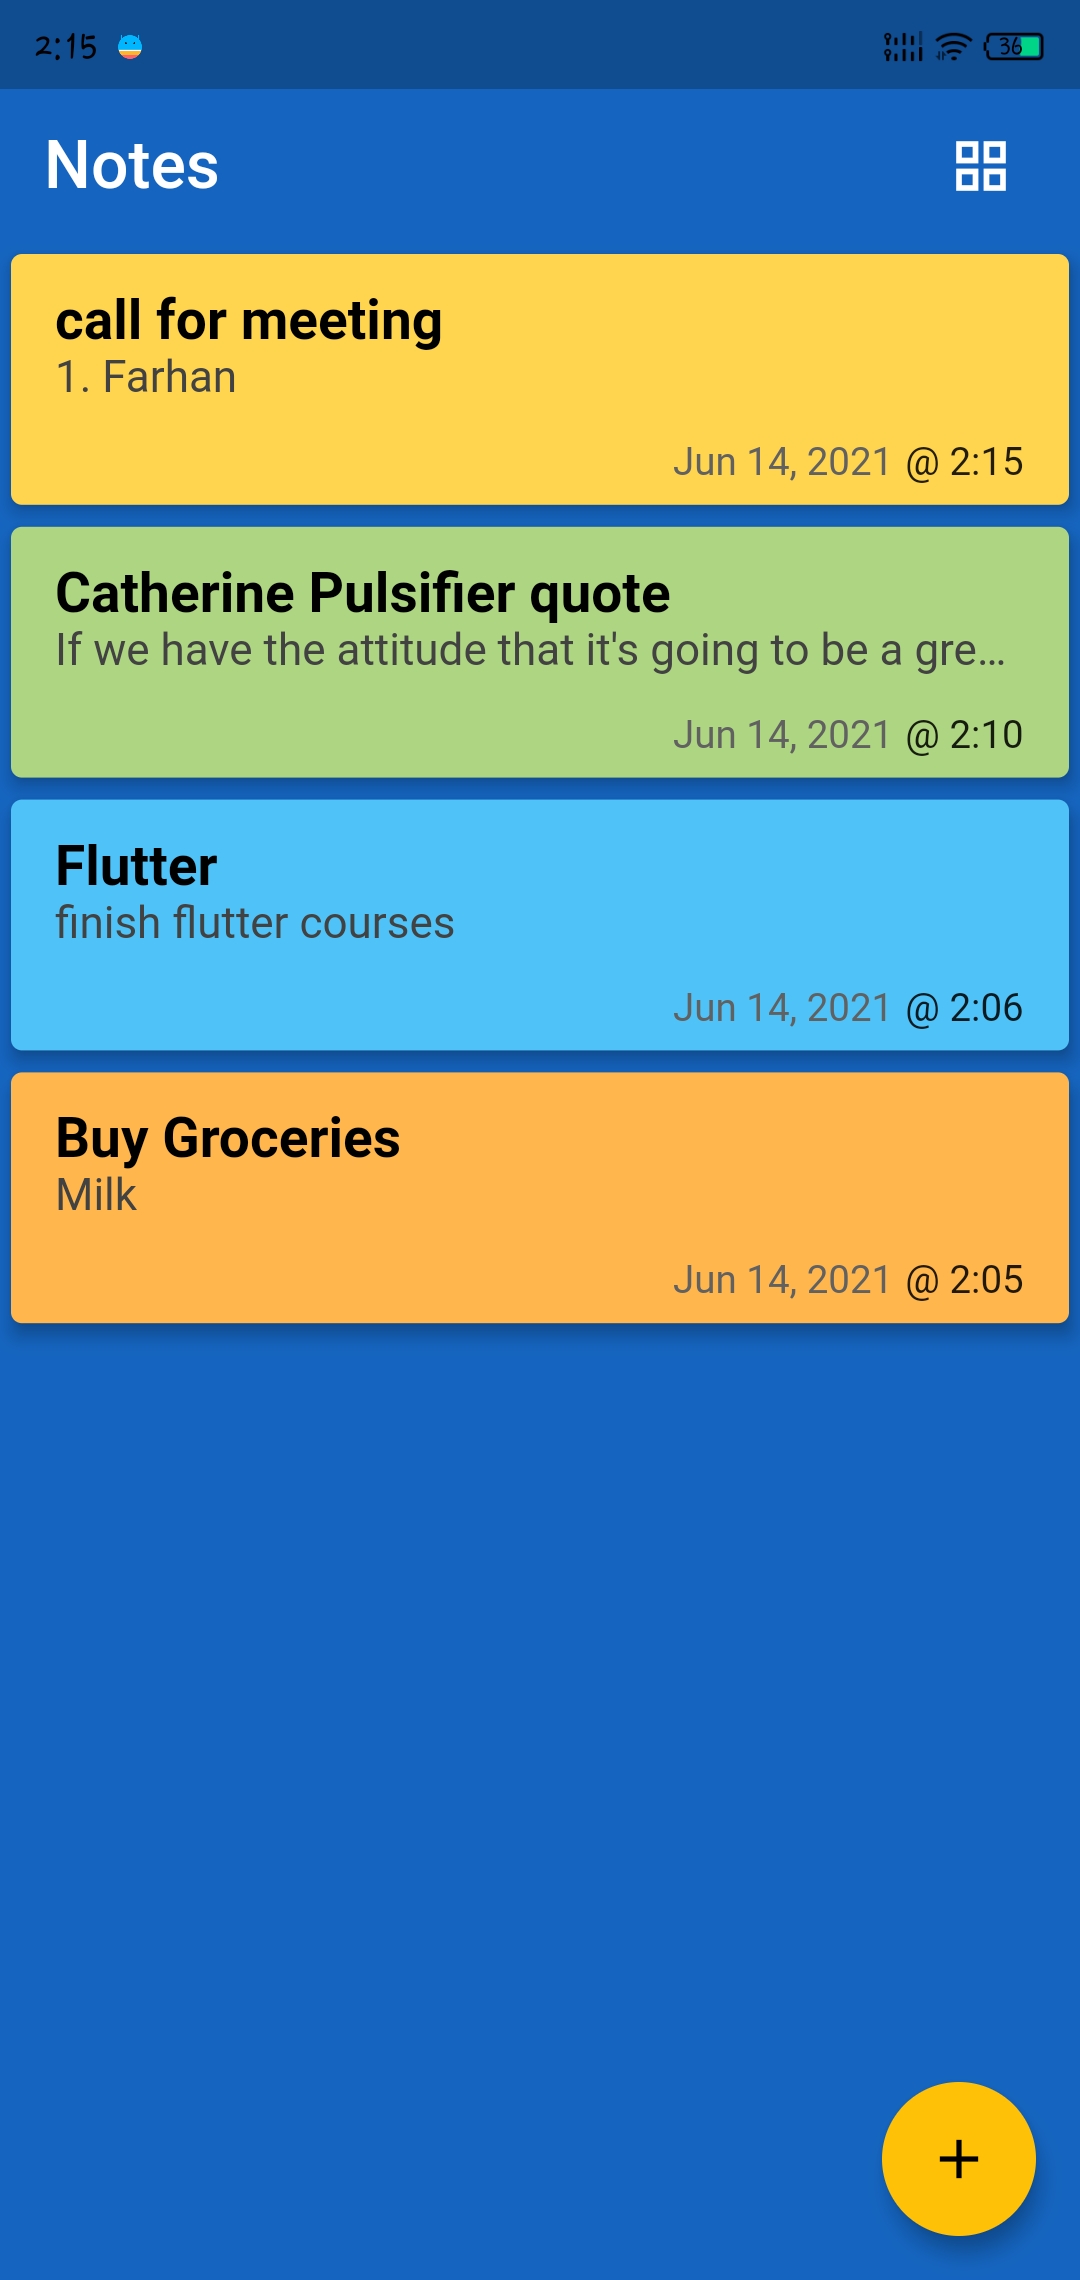 2:15
36
Notes
call for meeting
1. Farhan
Jun 14, 2021 @ 2:15
Catherine Pulsifier quote
If we have the attitude that it's going to be a gre...
Jun 14, 2021 @ 2:10
Flutter
finish flutter courses
Jun 14, 2021 @ 2:06
Buy Groceries
Milk
Jun 14, 2021 @ 2:05
+